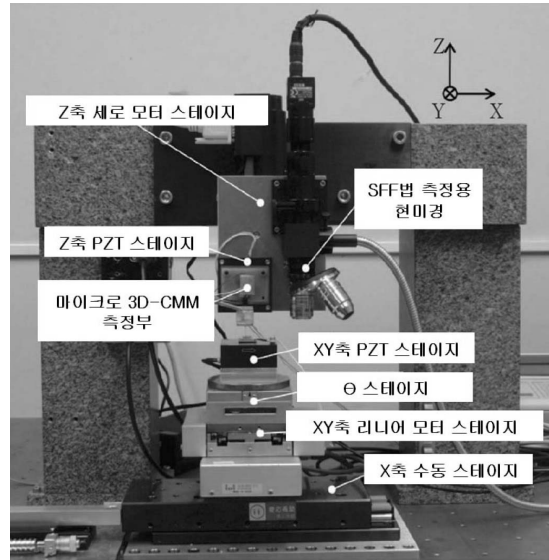 Z
X
Y
Z축 세로 모터 스테이지
SFF법 측정용
현미경
Z축 PZT 스테이지
마이크로 3D-CMM
측정부
XY축 PZT 스테이지
Θ 스테이지
XY축 리니어 모터 스테이지
X축 수동 스테이지